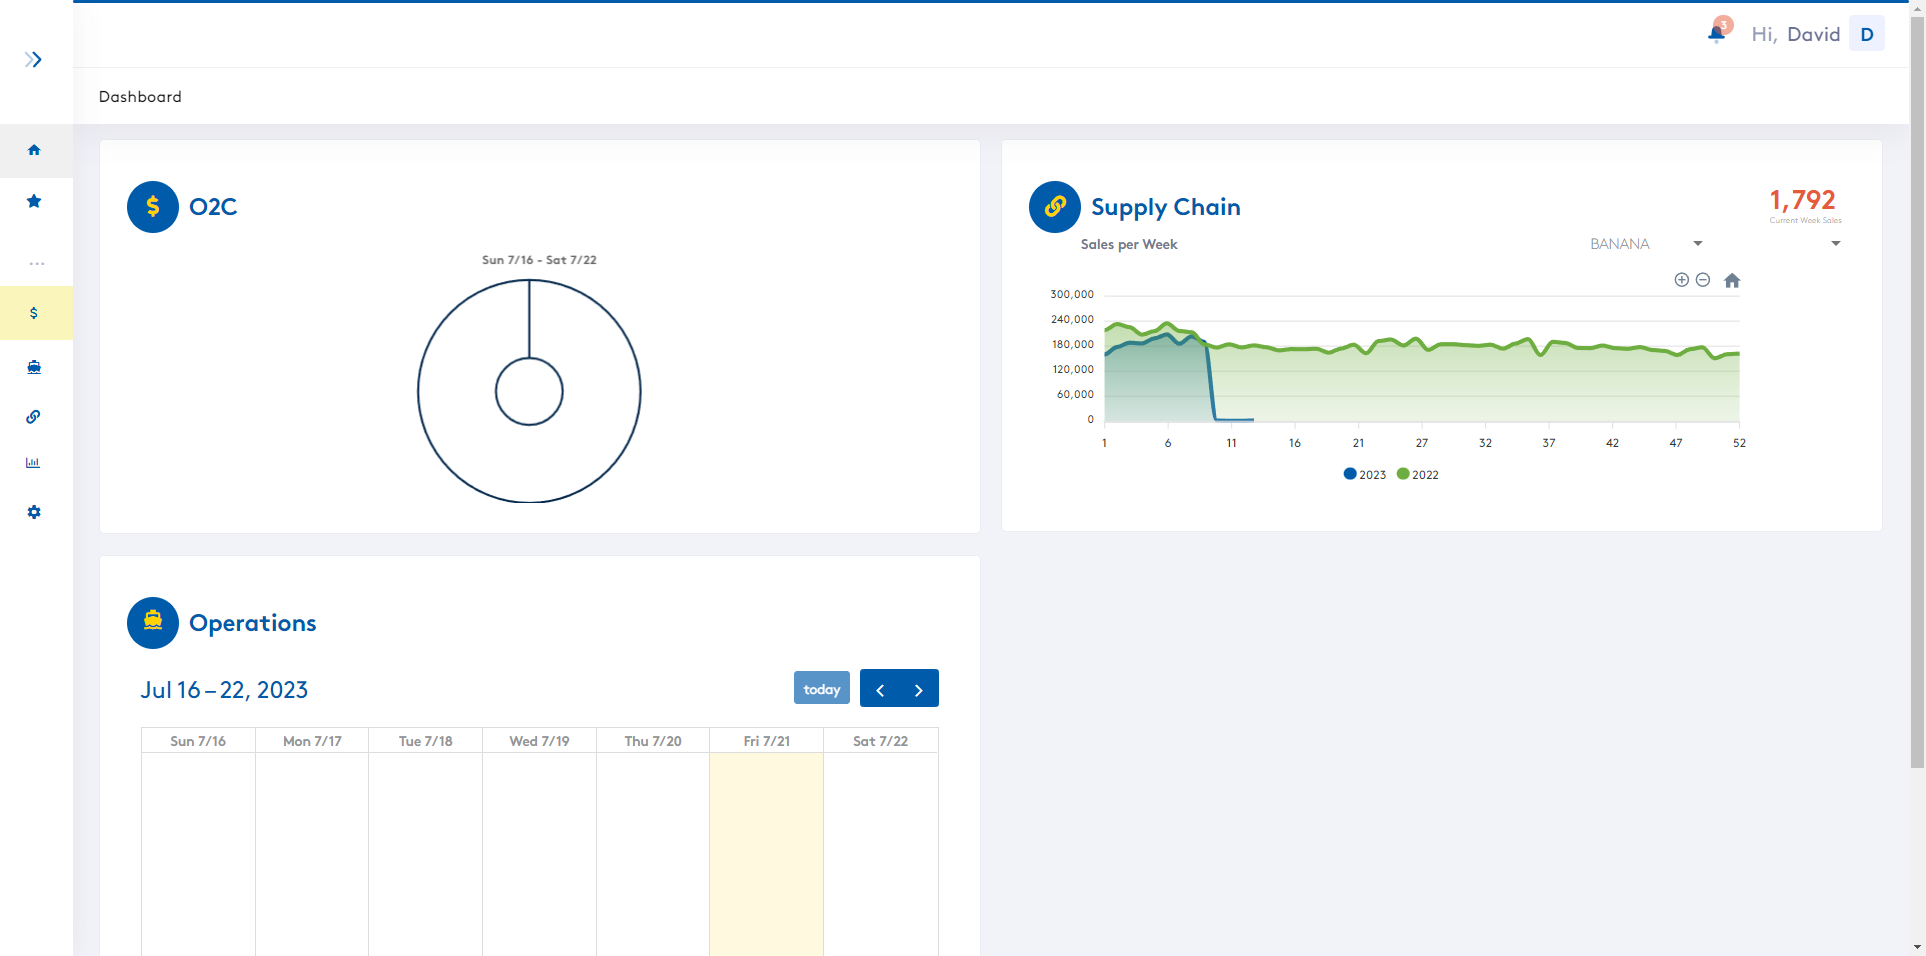 3
Hi, David D
Dashboard
$ O2C
Sun 7/16 - Sat 7/22
Supply Chain
1,792
Current Week Sales
Sales per Week
BANANA
300,000
240,000
180,000
120,000
60,000
0
1 6 11 16 21 27 32 37 42 47 52
2023 2022
...
$
Operations
Jul 16 – 22, 2023
today
Sun 7/16 Mon 7/17 Tue 7/18 Wed 7/19 Thu 7/20 Fri 7/21 Sat 7/22